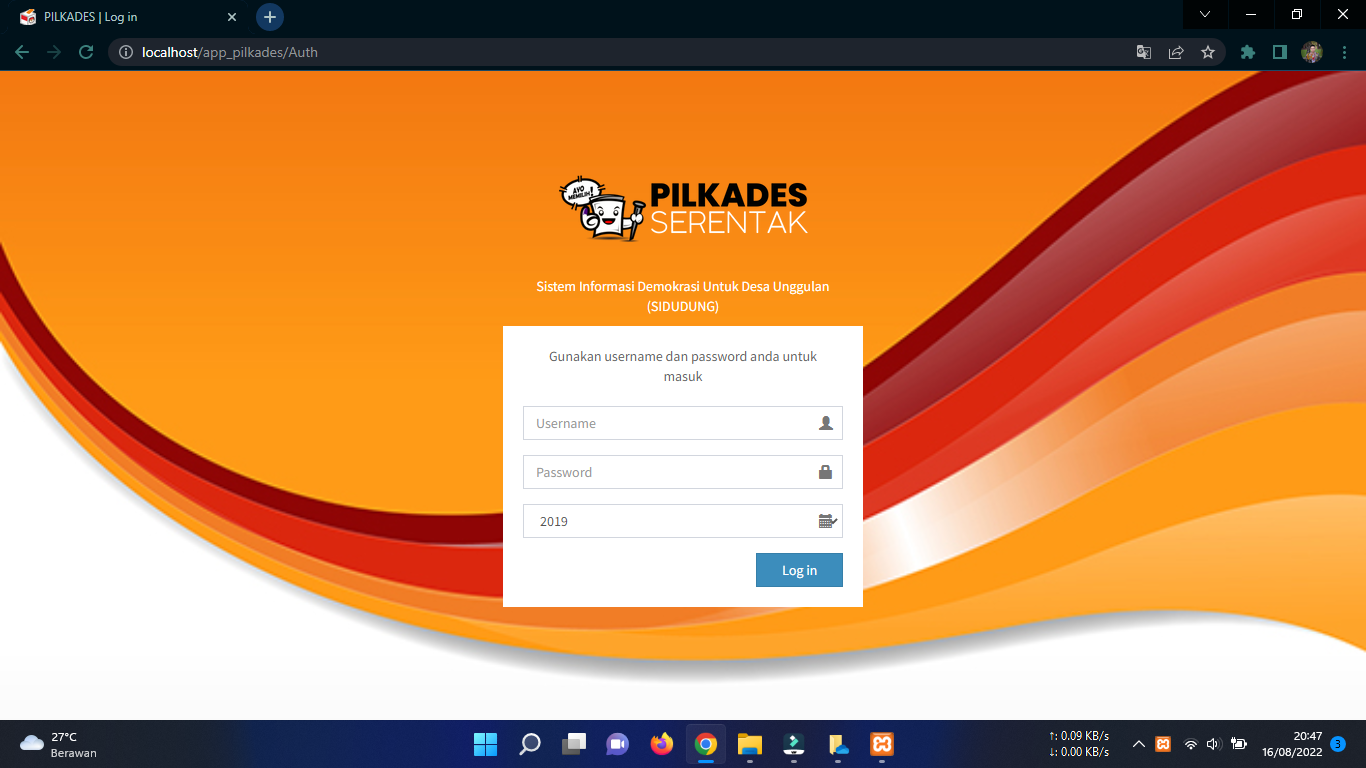 PILKADES | Log in
localhost/app_pilkades/Auth
AYO
MEMILIH!
PILKADES
SERENTAK
Sistem Informasi Demokrasi Untuk Desa Unggulan
(SIDUDUNG)
Gunakan username dan password anda untuk
masuk
Username
Password
2019
Log in
27°C
Berawan
↑: 0.09 KB/s
↓: 0.00 KB/s
20:47
16/08/2022
3